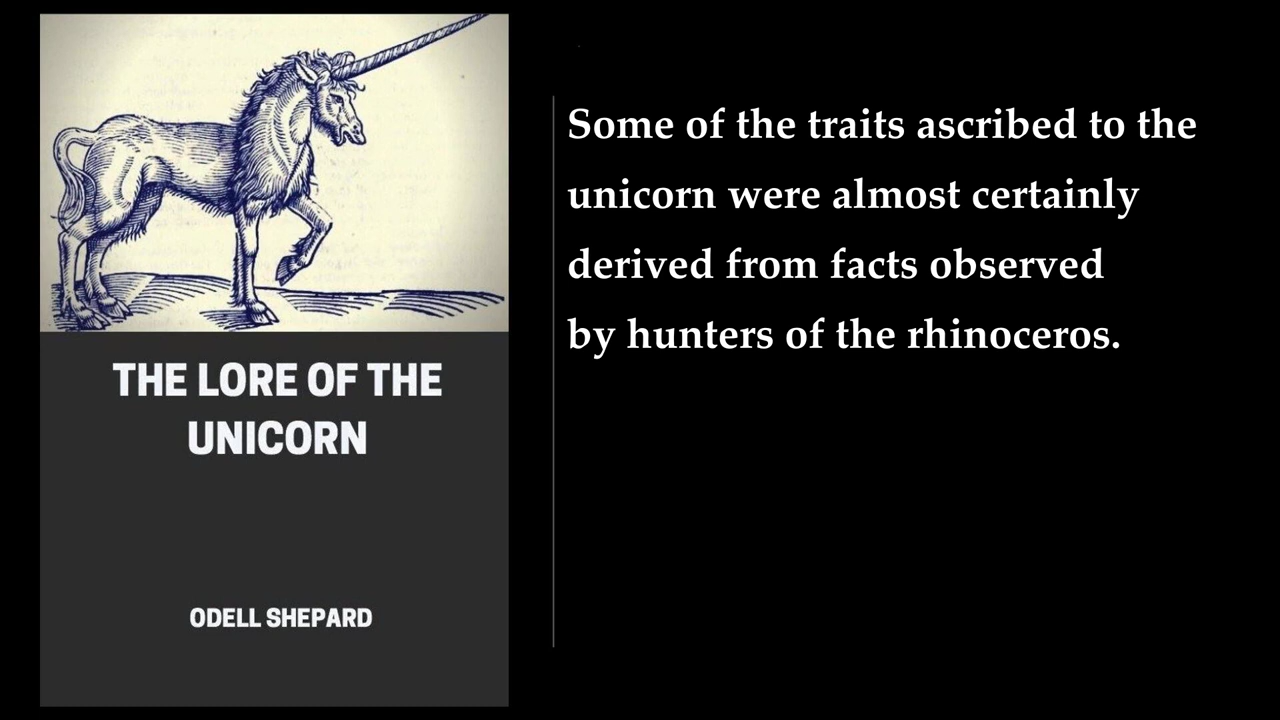 THE LORE OF THE
UNICORN
ODELL SHEPARD
Some of the traits ascribed to the
unicorn were almost certainly
derived from facts observed
by hunters of the rhinoceros.